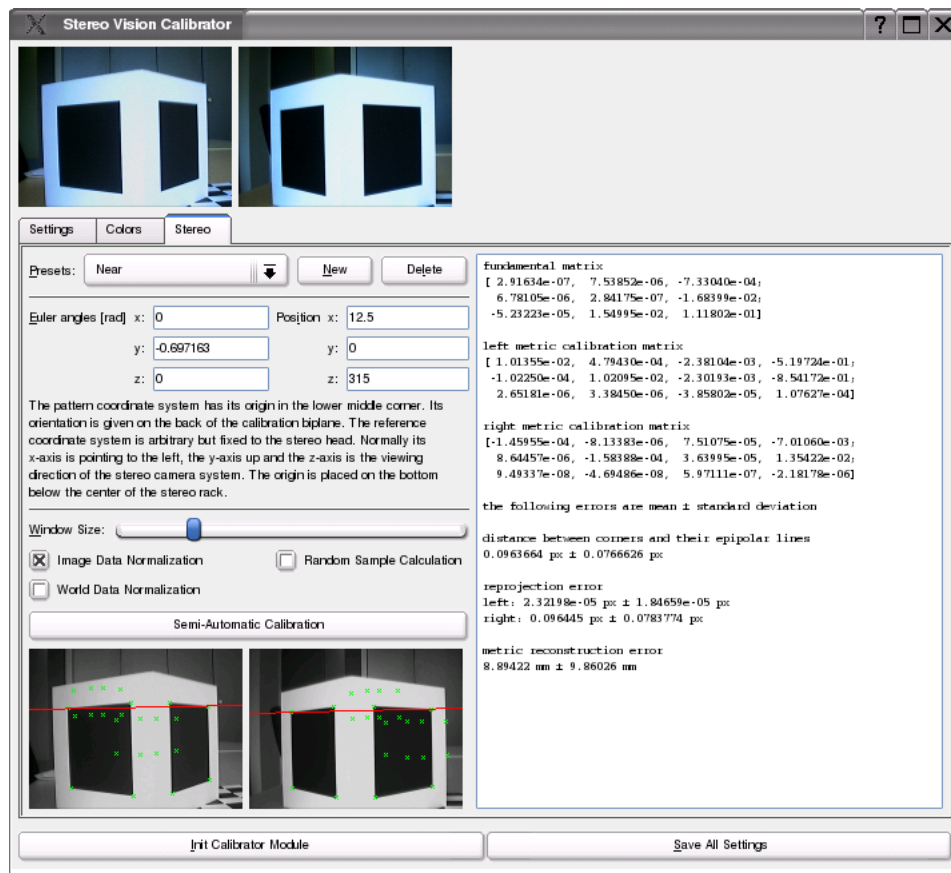 Stereo Vision Calibrator
Settings Colors Stereo
Presets: Near New Delete
Euler angles [rad] x: 0 Position x: 12.5
y: -0.697163 y: 0
z: 0 z: 315
The pattern coordinate system has its origin in the lower middle corner. Its
orientation is given on the back of the calibration biplane. The reference
coordinate system is arbitrary but fixed to the stereo head. Normally its
x-axis is pointing to the left, the y-axis up and the z-axis is the viewing
direction of the stereo camera system. The origin is placed on the bottom
below the center of the stereo rack.
Window Size:
Image Data Normalization Random Sample Calculation
World Data Normalization
Semi-Automatic Calibration
fundamental matrix
[ 2.91634e-07, 7.53852e-06, -7.33040e-04;
6.78105e-06, 2.84175e-07, -1.68399e-02;
-5.23223e-05, 1.54995e-02, 1.11802e-01]
left metric calibration matrix
[ 1.01355e-02, 4.79430e-04, -2.38104e-03, -5.19724e-01;
-1.02250e-04, 1.02095e-02, -2.30193e-03, -8.54172e-01;
2.65181e-06, 3.38450e-06, -3.85802e-05, 1.07627e-04]
right metric calibration matrix
[-1.45955e-04, -8.13383e-06, 7.51075e-05, -7.01060e-03;
8.64457e-06, -1.58388e-04, 3.63995e-05, 1.35422e-02;
9.49337e-08, -4.69486e-08, 5.97111e-07, -2.18178e-06]
the following errors are mean ± standard deviation
distance between corners and their epipolar lines
0.0963664 px ± 0.0766626 px
reprojection error
left: 2.32198e-05 px ± 1.84659e-05 px
right: 0.096445 px ± 0.0783774 px
metric reconstruction error
8.89422 mm ± 9.86026 mm
Init Calibrator Module Save All Settings